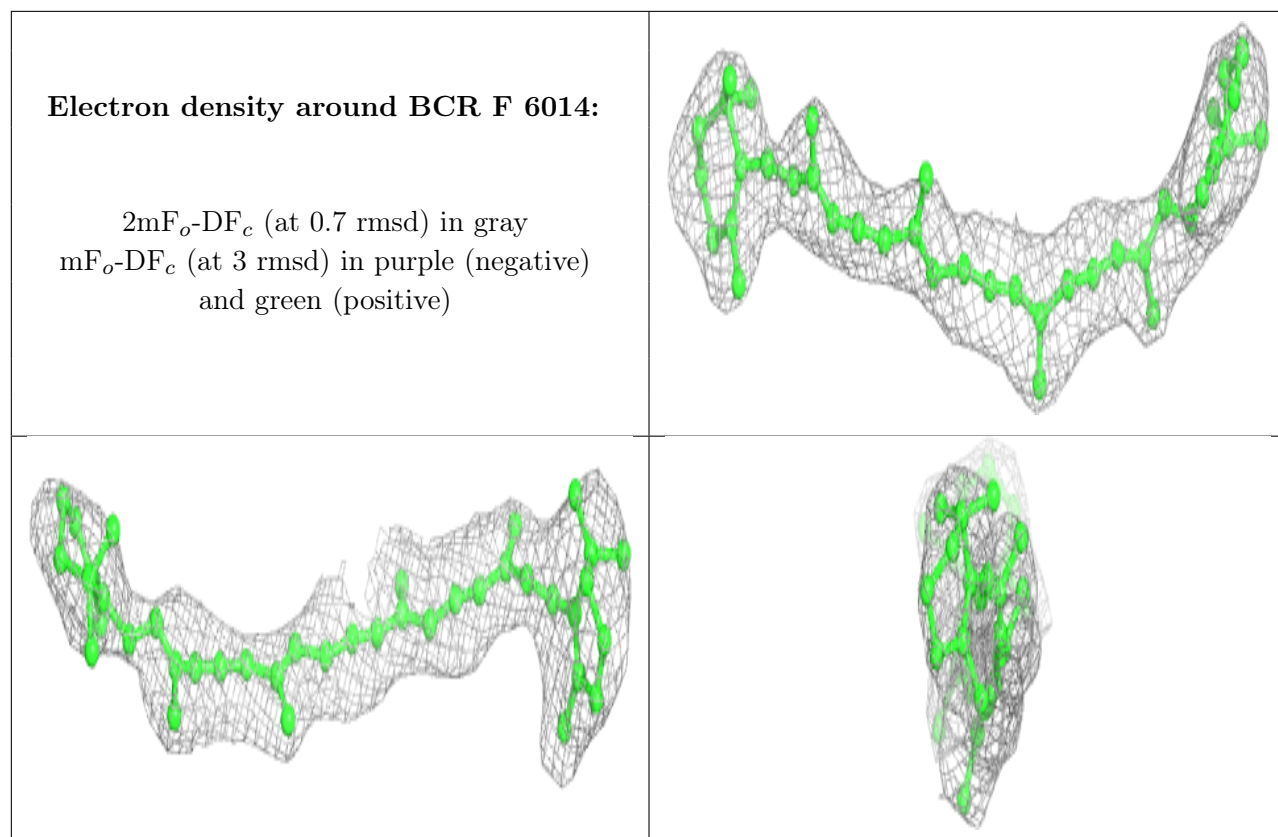 Electron density around BCR F 6014:
2mFo-DFc (at 0.7 rmsd) in gray
mFo-DFc (at 3 rmsd) in purple (negative)
and green (positive)